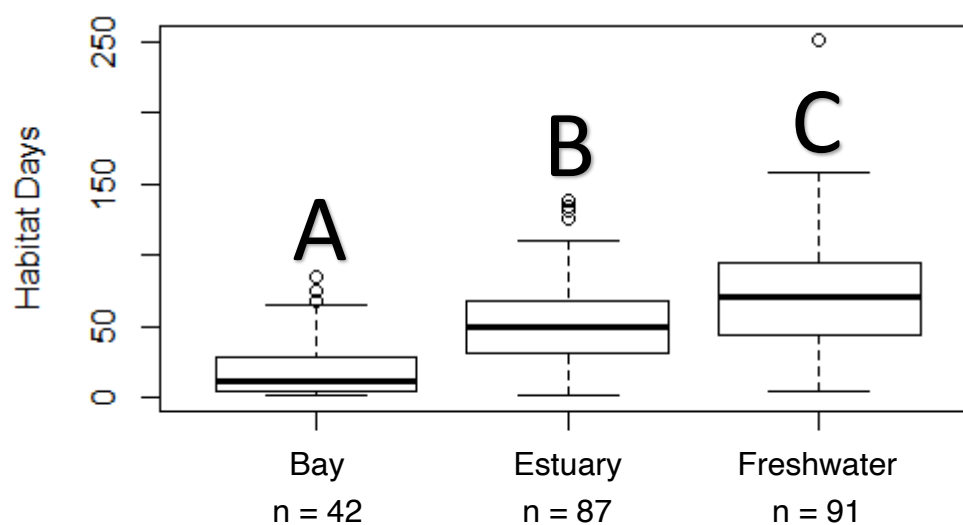 Habitat Days
250
150
50
0
A
B
C
Bay
Estuary
Freshwater
n = 42
n = 87
n = 91